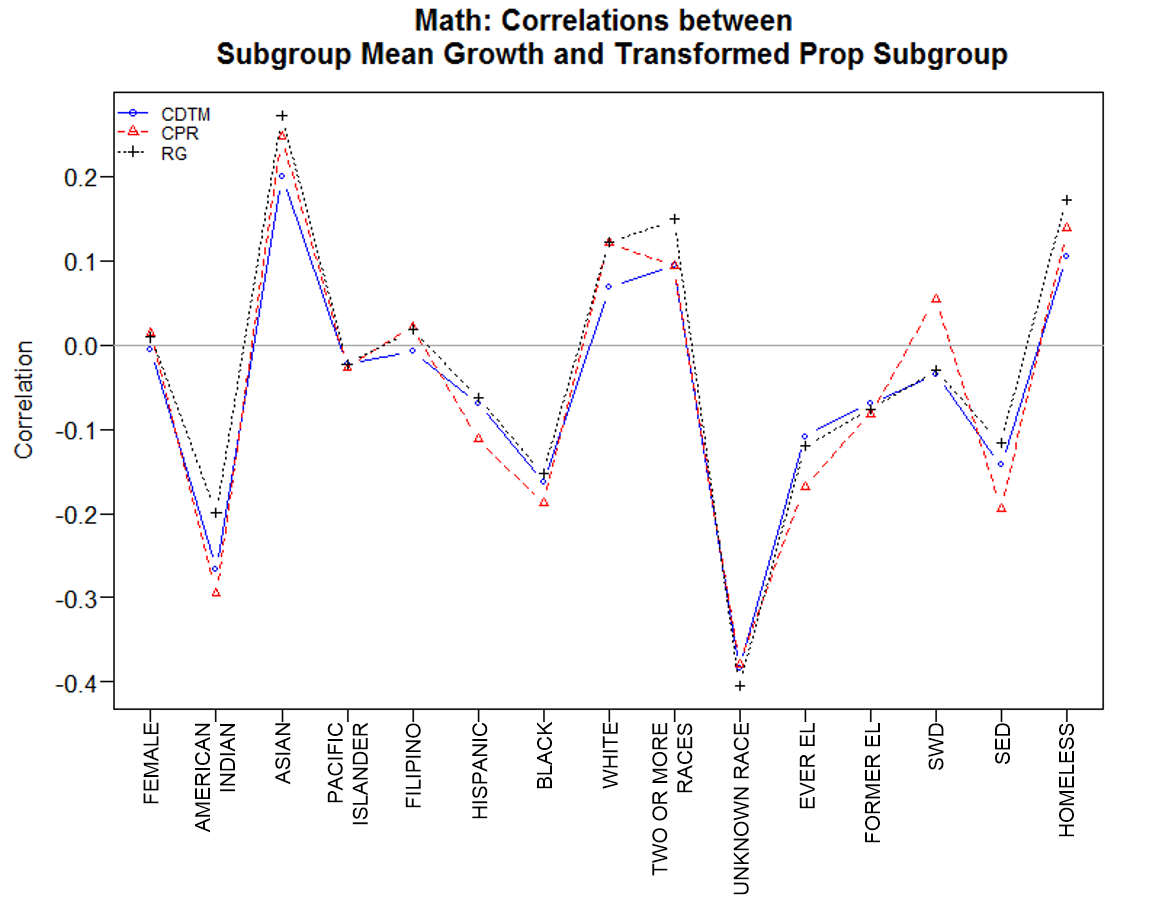 Math: Correlations between
Subgroup Mean Growth and Transformed Prop Subgroup
CDTM
CPR
RG
Correlation
0.2
0.1
0.0
-0.1
-0.2
-0.3
-0.4
FEMALE
AMERICAN
INDIAN
ASIAN
PACIFIC
ISLANDER
FILIPINO
HISPANIC
BLACK
WHITE
TWO OR MORE
RACES
UNKNOWN RACE
EVER EL
FORMER EL
SWD
SED
HOMELESS